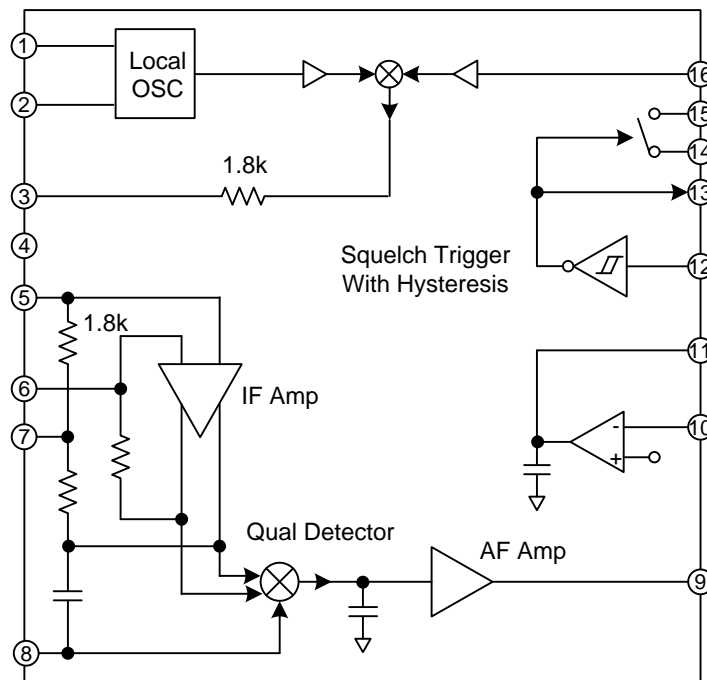 1
Local
OSC
16
2
15
1.8k
14
3
13
4
Squelch Trigger
With Hysteresis
12
5
1.8k
11
6
IF Amp
10
-
7
+
Qual Detector
AF Amp
9
8